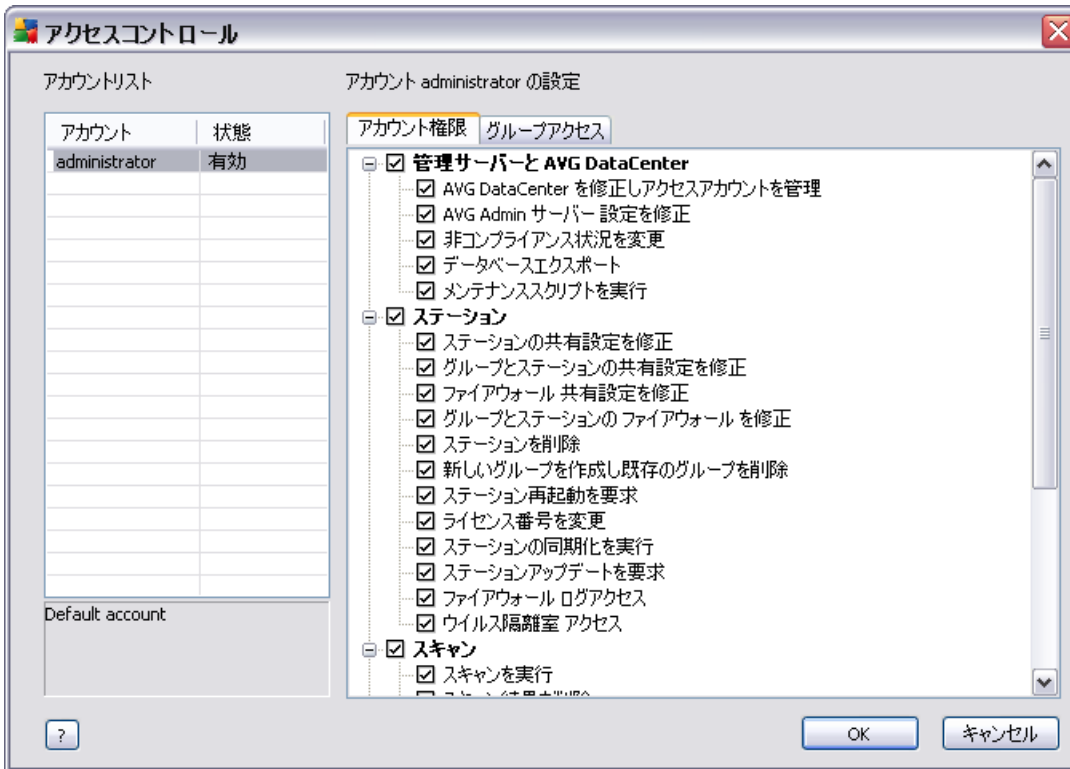 アクセスコントロール
アカウントリスト
アカウント administrator の設定
アカウント 状態
administrator 有効
Default account
アカウント権限 グループアクセス
管理サーバーと AVG DataCenter
AVG DataCenter を修正しアクセスアカウントを管理
AVG Admin サーバー 設定を修正
非コンプライアンス状況を変更
データベースエクスポート
メンテナンススクリプトを実行
ステーション
ステーションの共有設定を修正
グループとステーションの共有設定を修正
ファイアウォール 共有設定を修正
グループとステーションの ファイアウォール を修正
ステーションを削除
新しいグループを作成し既存のグループを削除
ステーション再起動を要求
ライセンス番号を変更
ステーションの同期化を実行
ステーションアップデートを要求
ファイアウォール ログアクセス
ウイルス隔離室 アクセス
スキャン
スキャンを実行
?
OK
キャンセル